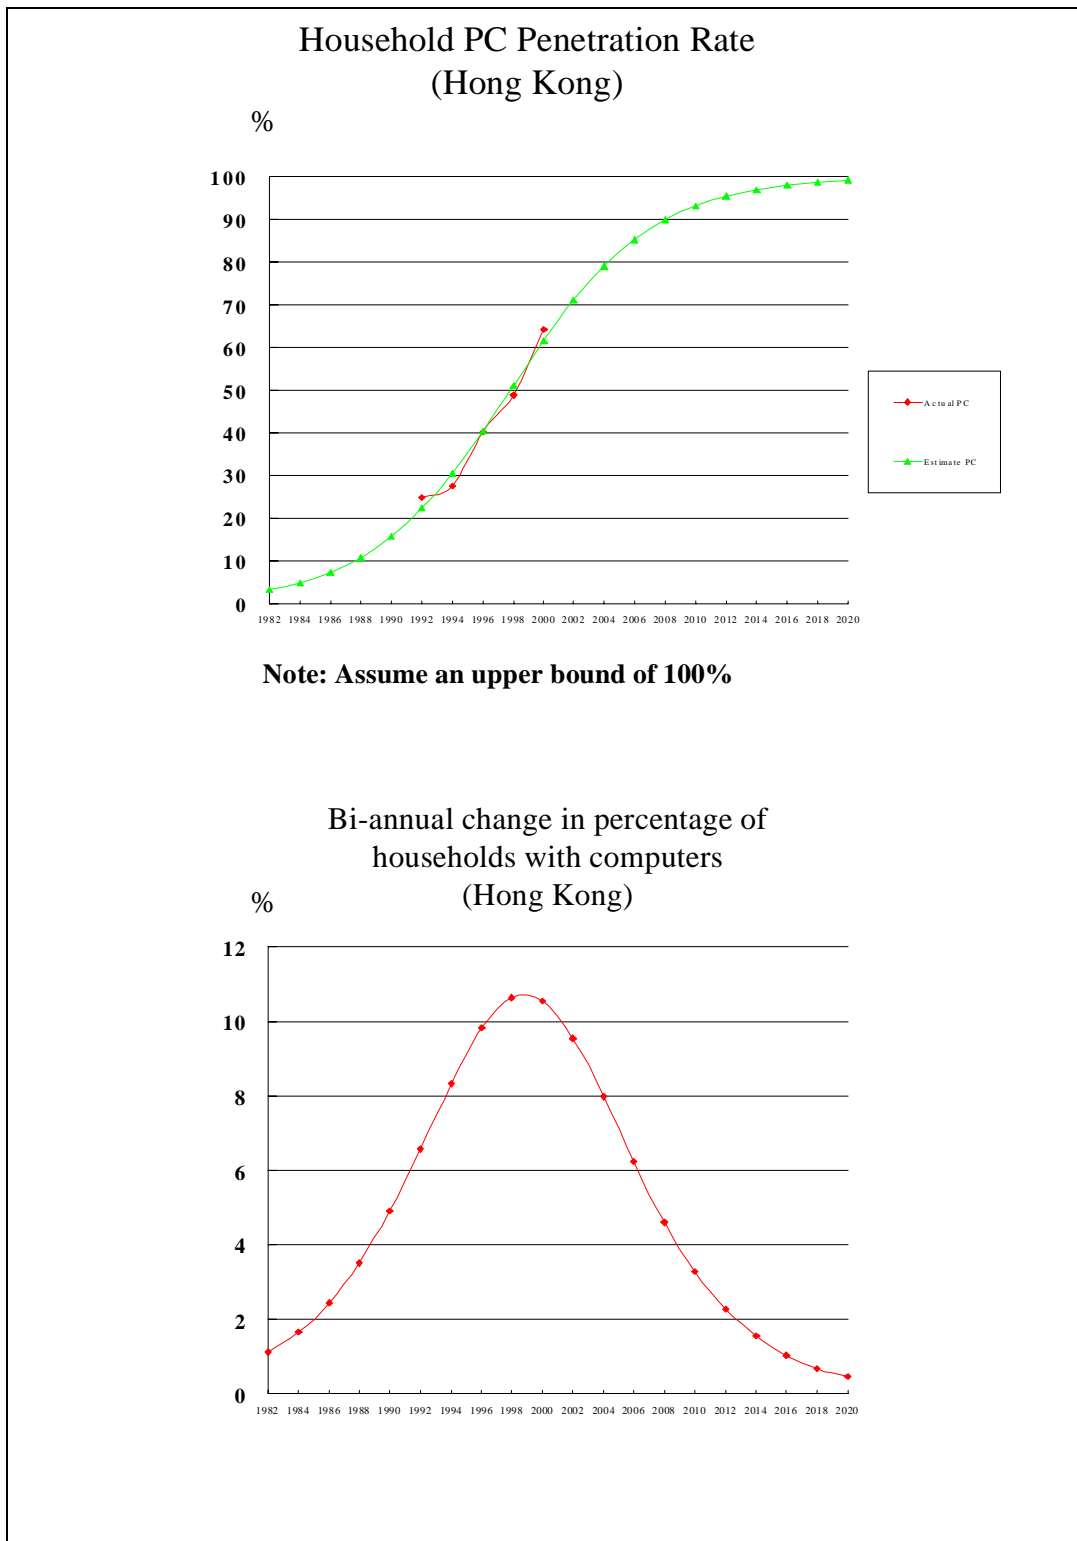 Household PC Penetration Rate
(Hong Kong)
%
100
90
80
70
60
50
40
30
20
10
0
1982 1984 1986 1988 1990 1992 1994 1996 1998 2000 2002 2004 2006 2008 2010 2012 2014 2016 2018 2020
Actual PC
Estimate PC
Note: Assume an upper bound of 100%
Bi-annual change in percentage of
households with computers
(Hong Kong)
%
12
10
8
6
4
2
0
1982 1984 1986 1988 1990 1992 1994 1996 1998 2000 2002 2004 2006 2008 2010 2012 2014 2016 2018 2020